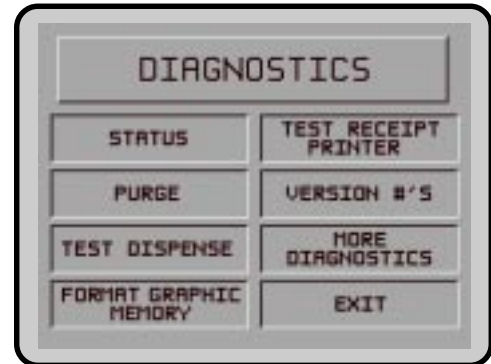 DIAGNOSTICS
STATUS
TEST RECEIPT
PRINTER
PURGE
VERSION #'S
TEST DISPENSE
MORE
DIAGNOSTICS
FORMAT GRAPHIC
MEMORY
EXIT